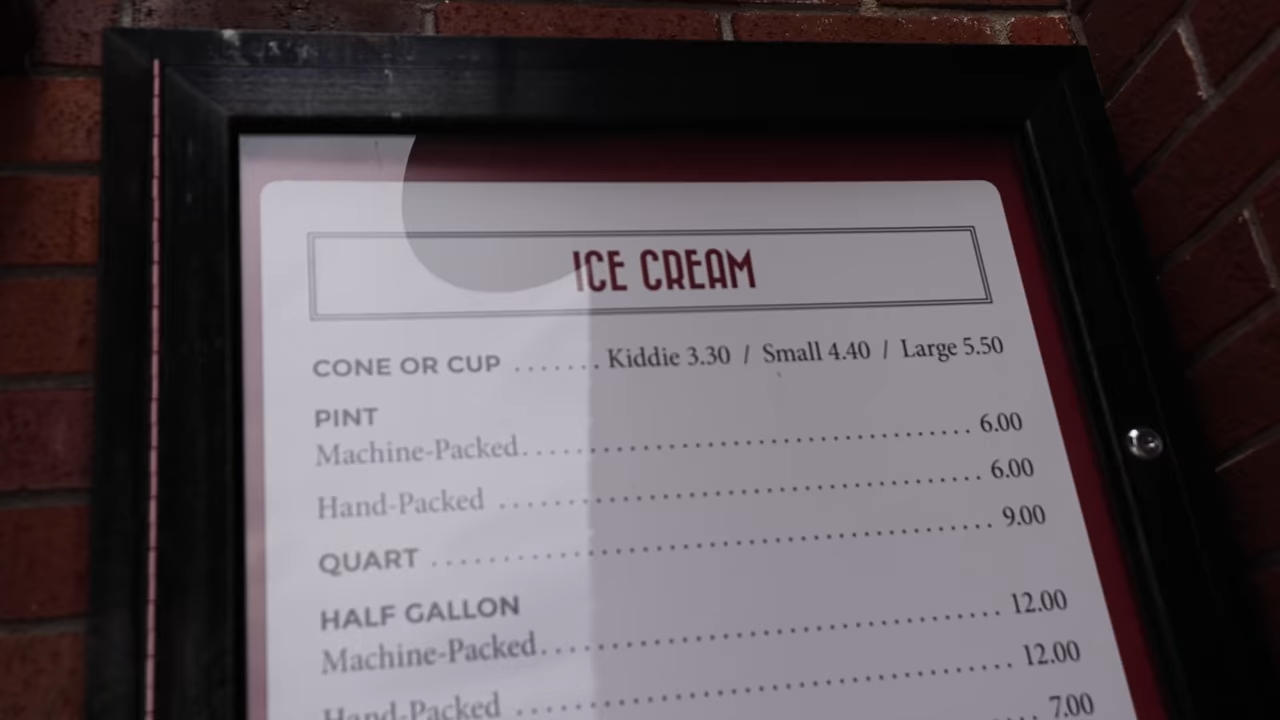 ICE CREAM
CONE OR CUP ....... Kiddie 3.30 / Small 4.40 / Large 5.50
PINT
Machine-Packed........................................ 6.00
Hand-Packed ........................................... 6.00
QUART .................................................. 9.00
HALF GALLON
Machine-Packed........................................ 12.00
Hand-Packed ........................................... 12.00
7.00